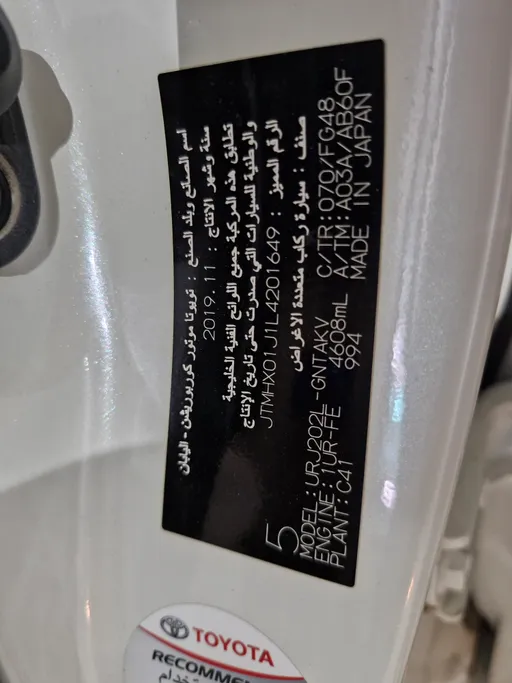 اسم الصانع وبلد الصنع : تويوتا موتور كوربوريشن - اليابان
سنة وشهر الإنتاج : 2019.11
تطابق هذه المركبة جميع اللوائح الفنية الخليجية
والوطنية للسيارات التي صدرت حتى تاريخ الإنتاج
الرقم المميز : JTMHX01J1L4201649
صنف : سيارة ركاب متعددة الاغراض
5
MODEL : URJ202L-GNTAKV C/TR:070/FG48
ENGINE : 1UR-FE 4608mL A/TM:A03A/AB60F
PLANT : C41 994 MADE IN JAPAN
TOYOTA